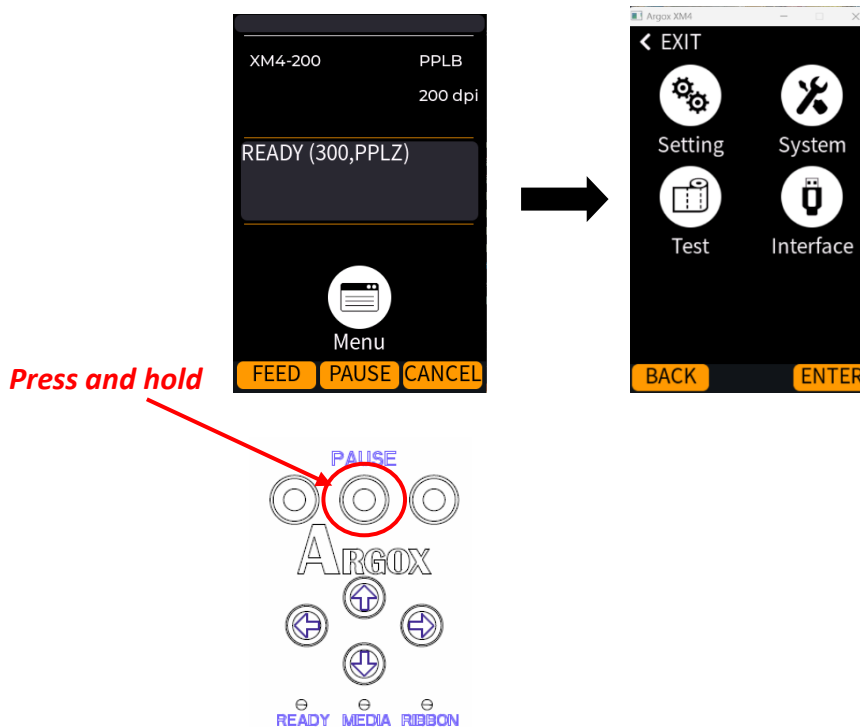 XM4-200 PPLB
200 dpi
READY (300,PPLZ)
Menu
FEED PAUSE CANCEL
Argox XM4
EXIT
Setting System
Test Interface
BACK ENTER
Press and hold
PAUSE
ARGOX
READY MEDIA RIBBON